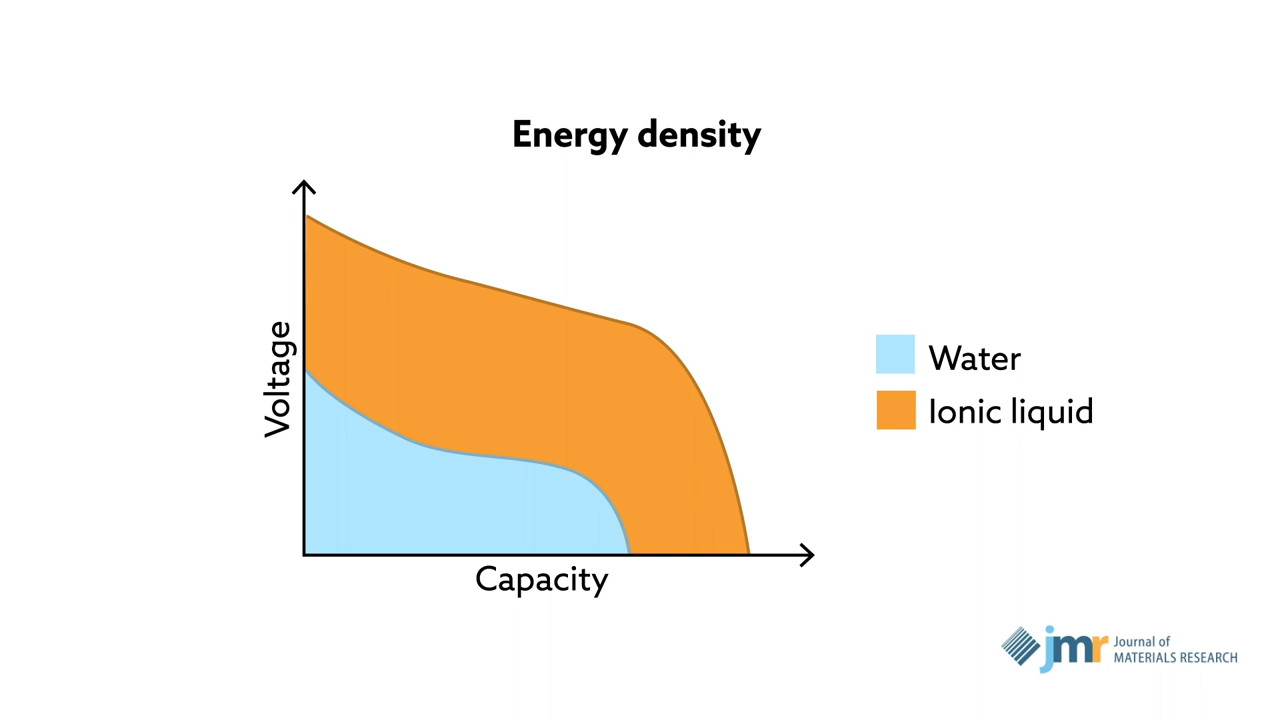 Energy density
Voltage
Water
Ionic liquid
Capacity
jmr Journal of
MATERIALS RESEARCH